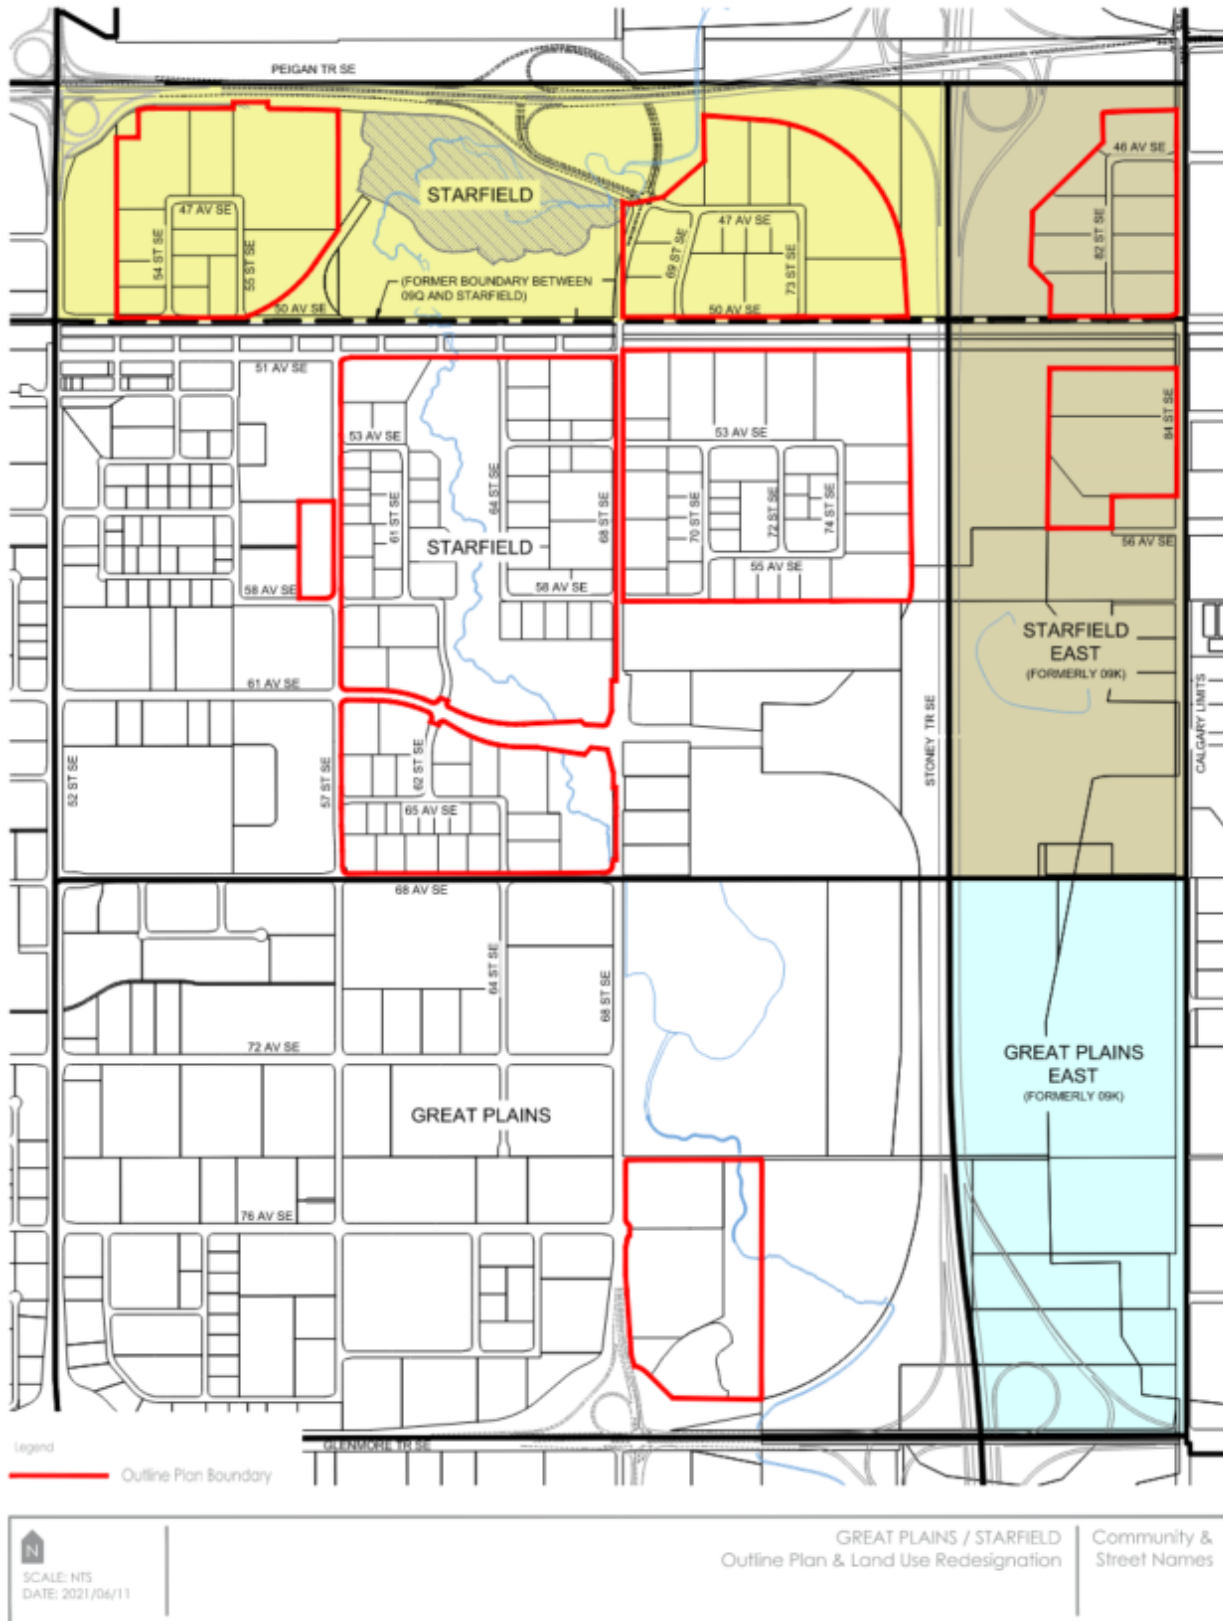 PEIGAN TR SE
46 AV SE
STARFIELD
47 AV SE
47 AV SE
54 ST SE
55 ST SE
69 ST SE
73 ST SE
82 ST SE
(FORMER BOUNDARY BETWEEN
09Q AND STARFIELD)
50 AV SE
50 AV SE
51 AV SE
53 AV SE
53 AV SE
84 ST SE
61 ST SE
64 ST SE
68 ST SE
70 ST SE
72 ST SE
74 ST SE
STARFIELD
56 AV SE
55 AV SE
58 AV SE
58 AV SE
STARFIELD
EAST
(FORMERLY 09K)
61 AV SE
CALGARY LIMITS
STONEY TR SE
52 ST SE
57 ST SE
62 ST SE
65 AV SE
68 AV SE
64 ST SE
68 ST SE
72 AV SE
GREAT PLAINS
EAST
(FORMERLY 09K)
GREAT PLAINS
76 AV SE
GLENMORE TR SE
Legend
Outline Plan Boundary
N
SCALE: NTS
DATE: 2021/06/11
GREAT PLAINS / STARFIELD
Outline Plan & Land Use Redesignation
Community &
Street Names